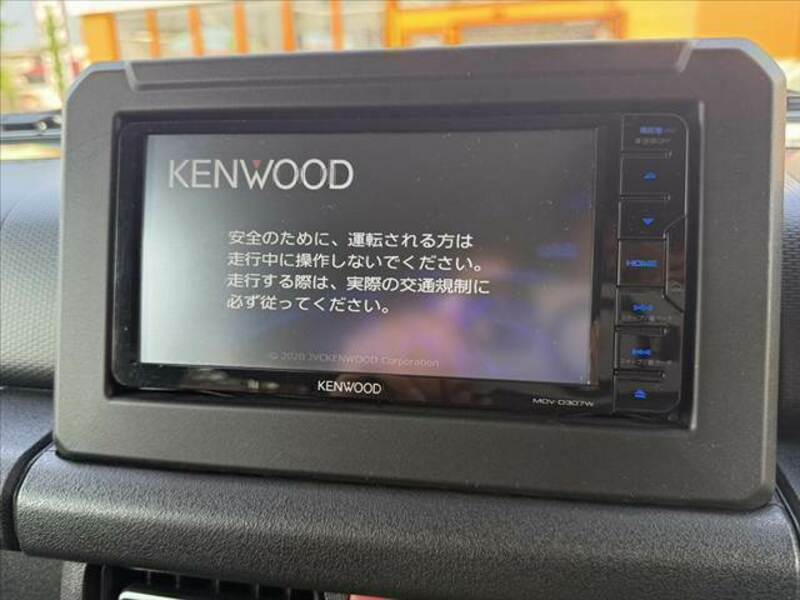 KENWOOD
安全のために、運転される方は
走行中に操作しないでください。
走行する際は、実際の交通規制に
必ず従ってください。
© 2020 JVCKENWOOD Corporation
KENWOOD
MDV-D307W
HOME